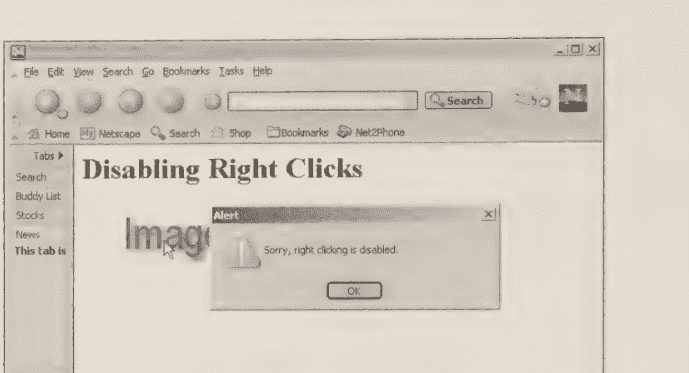 File Edit View Search Go Bookmarks Tasks Help
Search
Home Netscape Search Shop Bookmarks Net2Phone
Tabs
Search
Buddy List
Stocks
News
This tab is
Disabling Right Clicks
Image
Alert
Sorry, right clicking is disabled.
OK